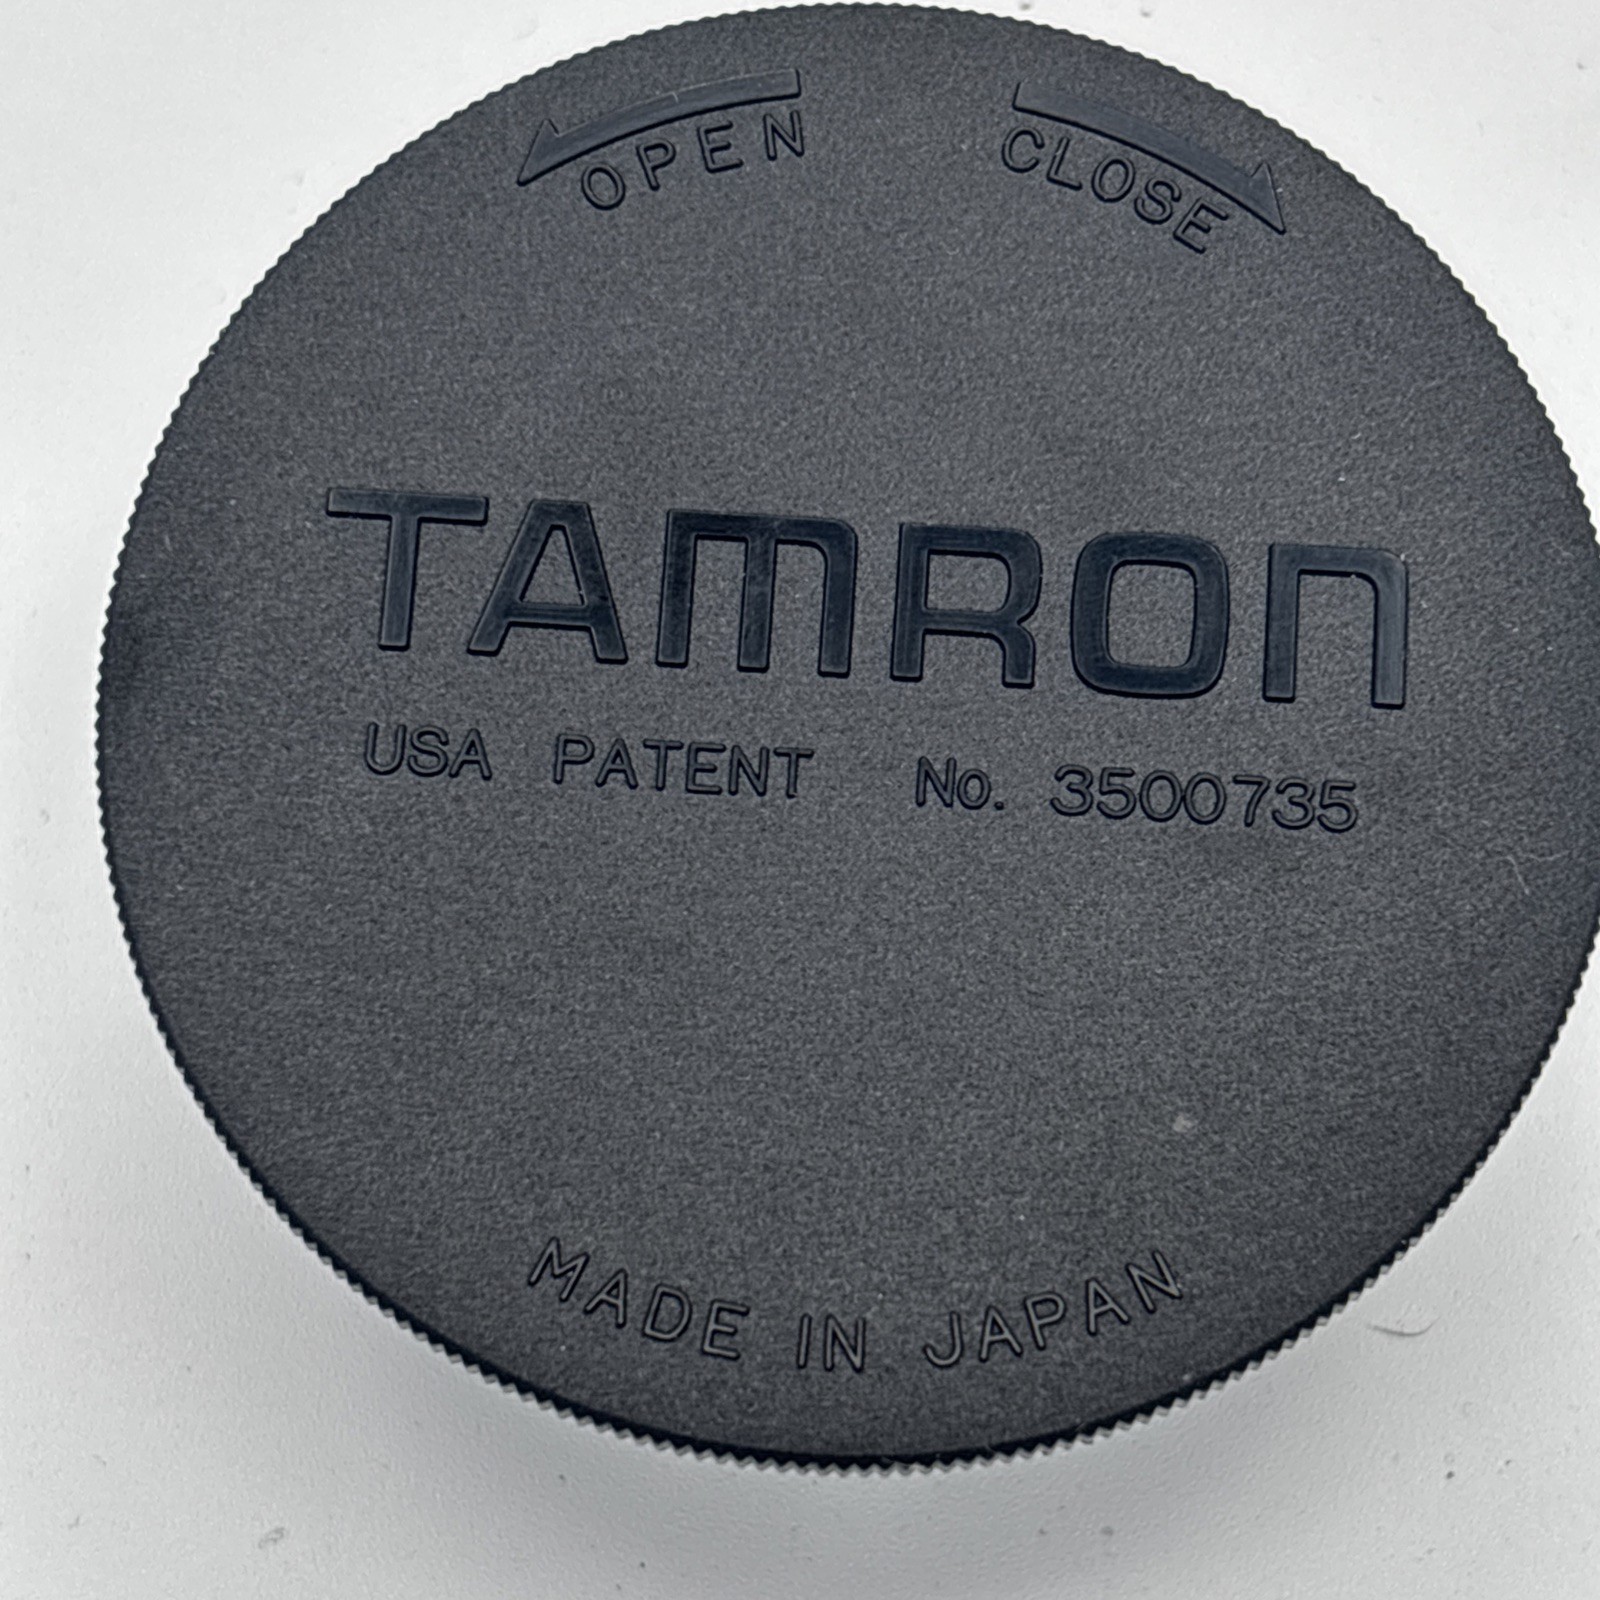 OPEN CLOSE
TAMRON
USA PATENT No. 3500735
MADE IN JAPAN